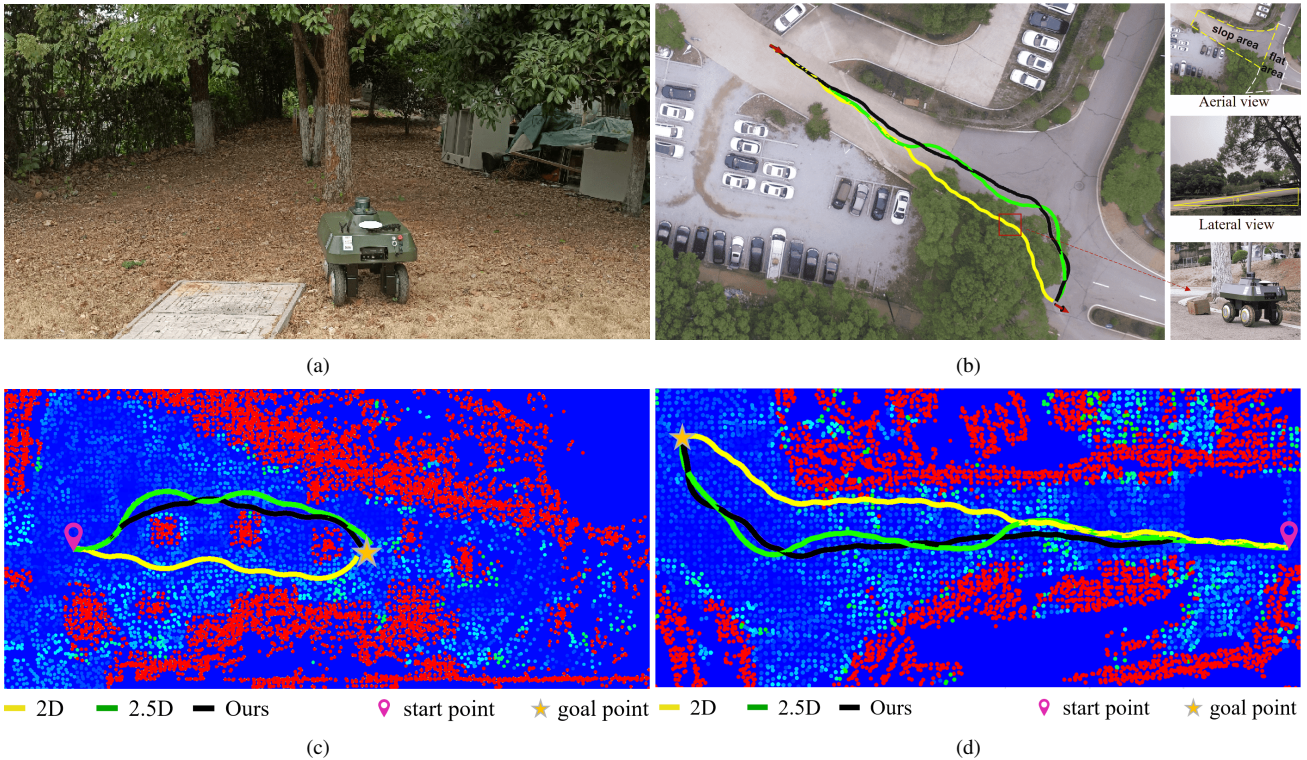 slop area
flat
area
Aerial view
Lateral view
(a)
(b)
2D
2.5D
Ours
start point
goal point
2D
2.5D
Ours
start point
goal point
(c)
(d)